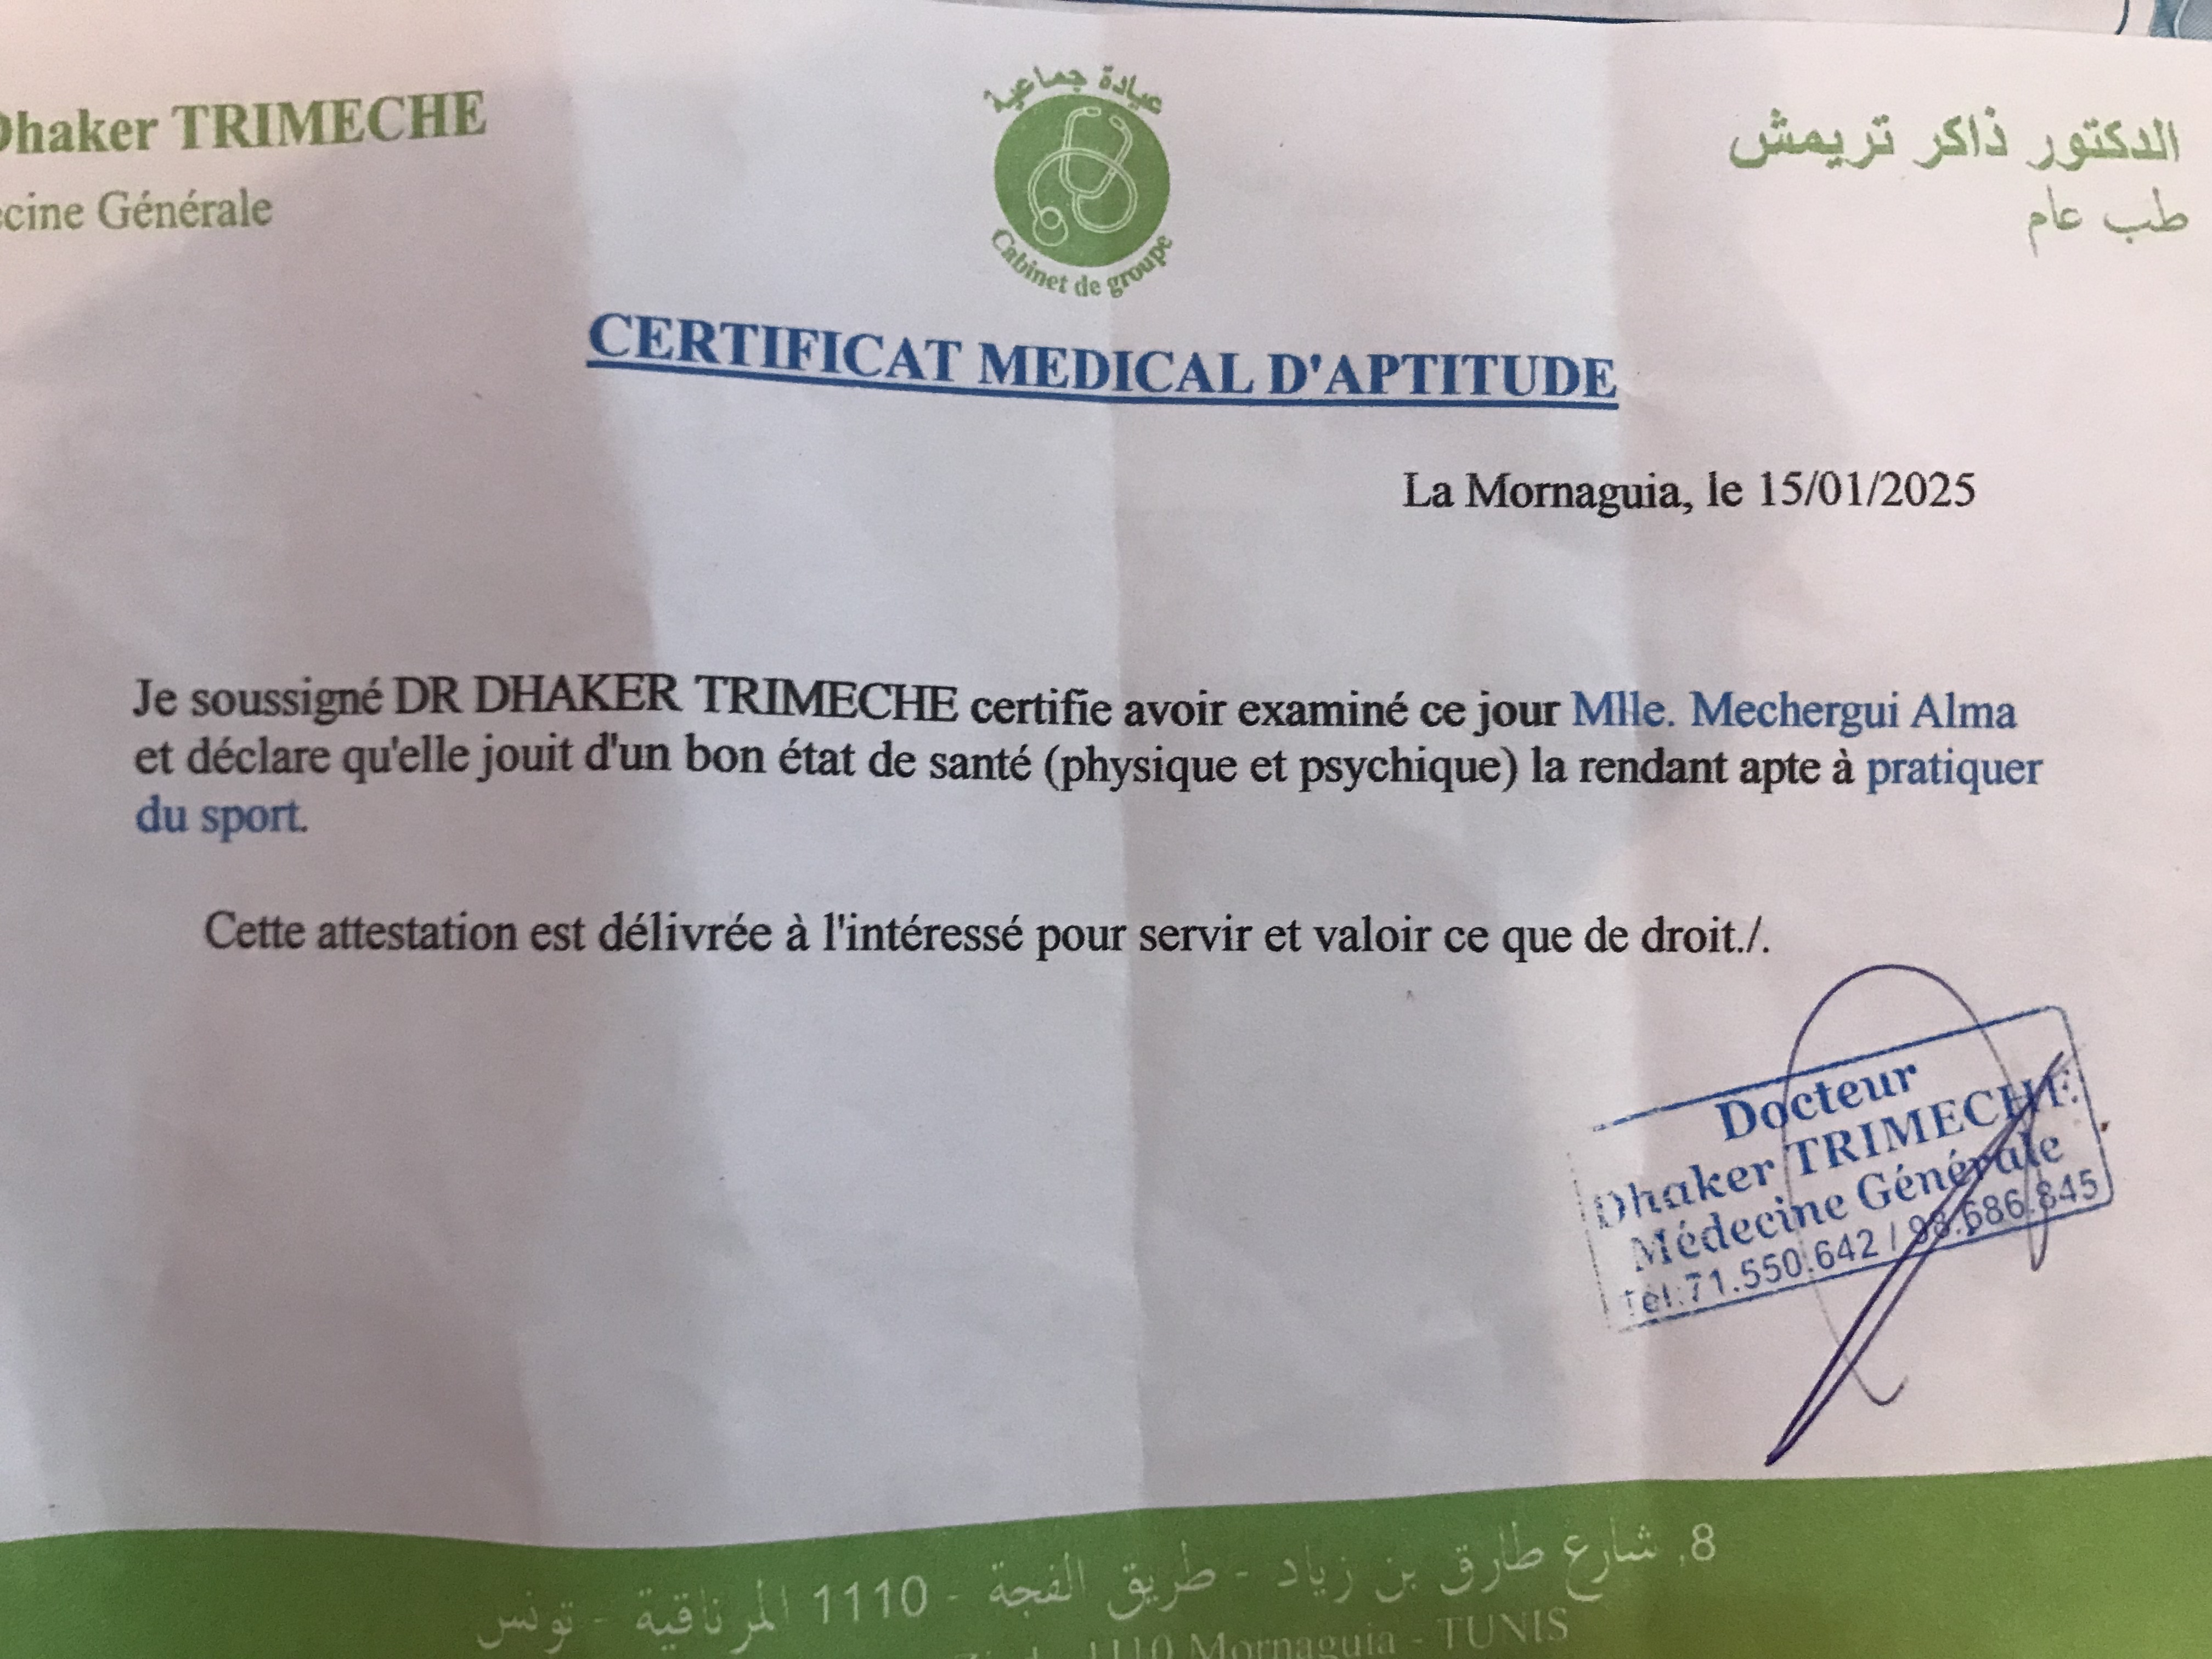 Dhaker TRIMECHE
Médecine Générale
عيادة جماعية
Cabinet de groupe
الدكتور ذاكر تريمش
طب عام
CERTIFICAT MEDICAL D'APTITUDE
La Mornaguia, le 15/01/2025
Je soussigné DR DHAKER TRIMECHE certifie avoir examiné ce jour Mlle. Mechergui Alma
et déclare qu'elle jouit d'un bon état de santé (physique et psychique) la rendant apte à pratiquer
du sport.
Cette attestation est délivrée à l'intéressé pour servir et valoir ce que de droit./.
Docteur
Dhaker TRIMECHE
Médecine Générale
Tél:71.550.642 / 98.686.845
8, شارع طارق بن زياد - طريق الفجة - 1110 المرناقية - تونس
1110 Mornaguia - TUNIS